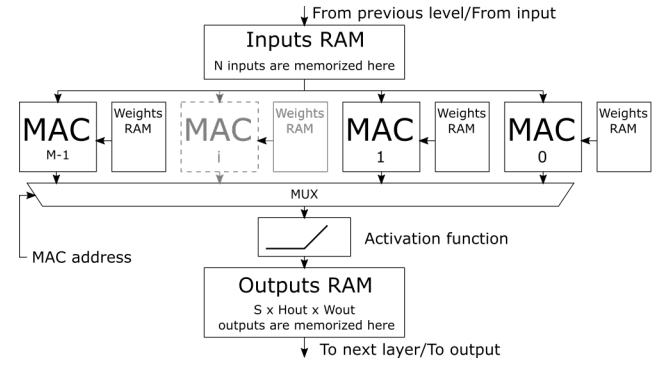 From previous level/From input
Inputs RAM
N inputs are memorized here
MAC
M-1
Weights
RAM
MAC
i
Weights
RAM
MAC
1
Weights
RAM
MAC
0
Weights
RAM
MUX
MAC address
Activation function
Outputs RAM
S x Hout x Wout
outputs are memorized here
To next layer/To output